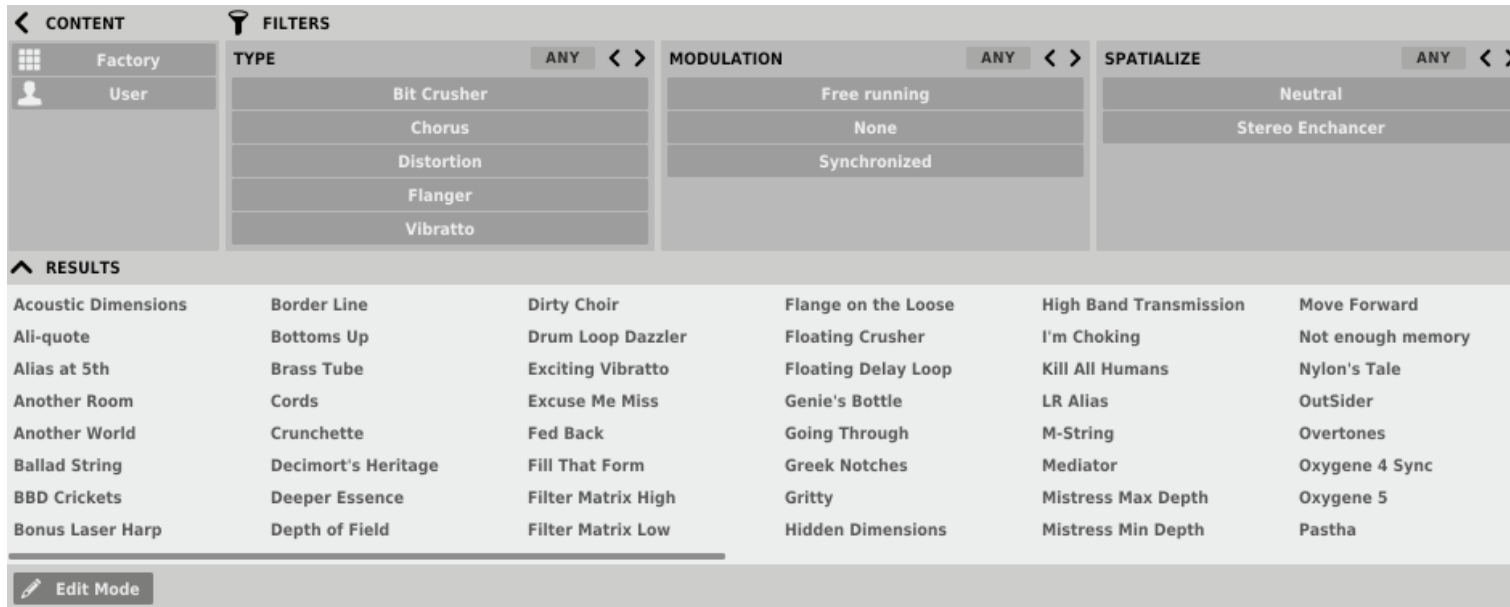 CONTENT FILTERS
Factory
User
TYPE ANY
Bit Crusher
Chorus
Distortion
Flanger
Vibratto
MODULATION ANY
Free running
None
Synchronized
SPATIALIZE ANY
Neutral
Stereo Enchancer
RESULTS
Acoustic Dimensions
Ali-quote
Alias at 5th
Another Room
Another World
Ballad String
BBD Crickets
Bonus Laser Harp
Border Line
Bottoms Up
Brass Tube
Cords
Crunchette
Decimort's Heritage
Deeper Essence
Depth of Field
Dirty Choir
Drum Loop Dazzler
Exciting Vibratto
Excuse Me Miss
Fed Back
Fill That Form
Filter Matrix High
Filter Matrix Low
Flange on the Loose
Floating Crusher
Floating Delay Loop
Genie's Bottle
Going Through
Greek Notches
Gritty
Hidden Dimensions
High Band Transmission
I'm Choking
Kill All Humans
LR Alias
M-String
Mediator
Mistress Max Depth
Mistress Min Depth
Move Forward
Not enough memory
Nylon's Tale
OutSider
Overtones
Oxygene 4 Sync
Oxygene 5
Pastha
Edit Mode